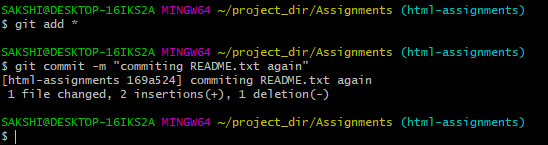 SAKSHI@DESKTOP-16IKS2A MINGW64 ~/project_dir/Assignments (html-assignments)
$ git add *
SAKSHI@DESKTOP-16IKS2A MINGW64 ~/project_dir/Assignments (html-assignments)
$ git commit -m "commiting README.txt again"
[html-assignments 169a524] commiting README.txt again
1 file changed, 2 insertions(+), 1 deletion(-)
SAKSHI@DESKTOP-16IKS2A MINGW64 ~/project_dir/Assignments (html-assignments)
$